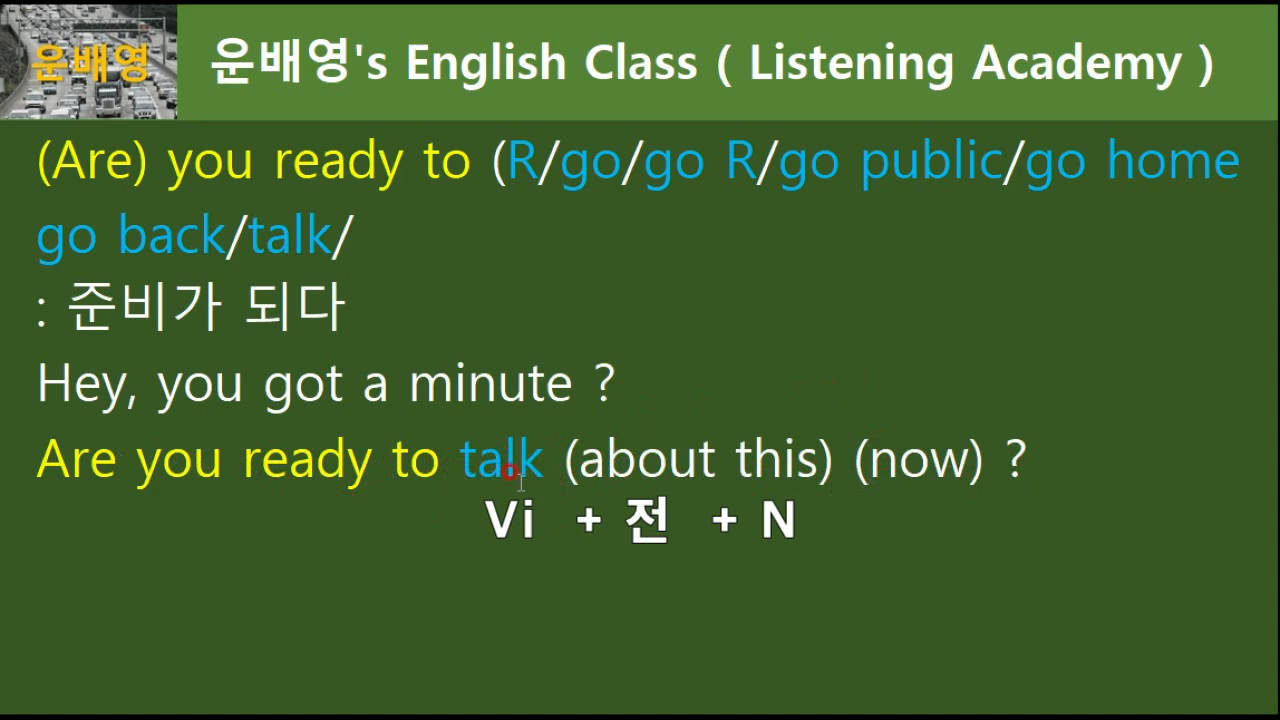 운배영
운배영's English Class ( Listening Academy )
(Are) you ready to (R/go/go R/go public/go home
go back/talk/
: 준비가 되다
Hey, you got a minute ?
Are you ready to talk (about this) (now) ?
Vi + 전 + N